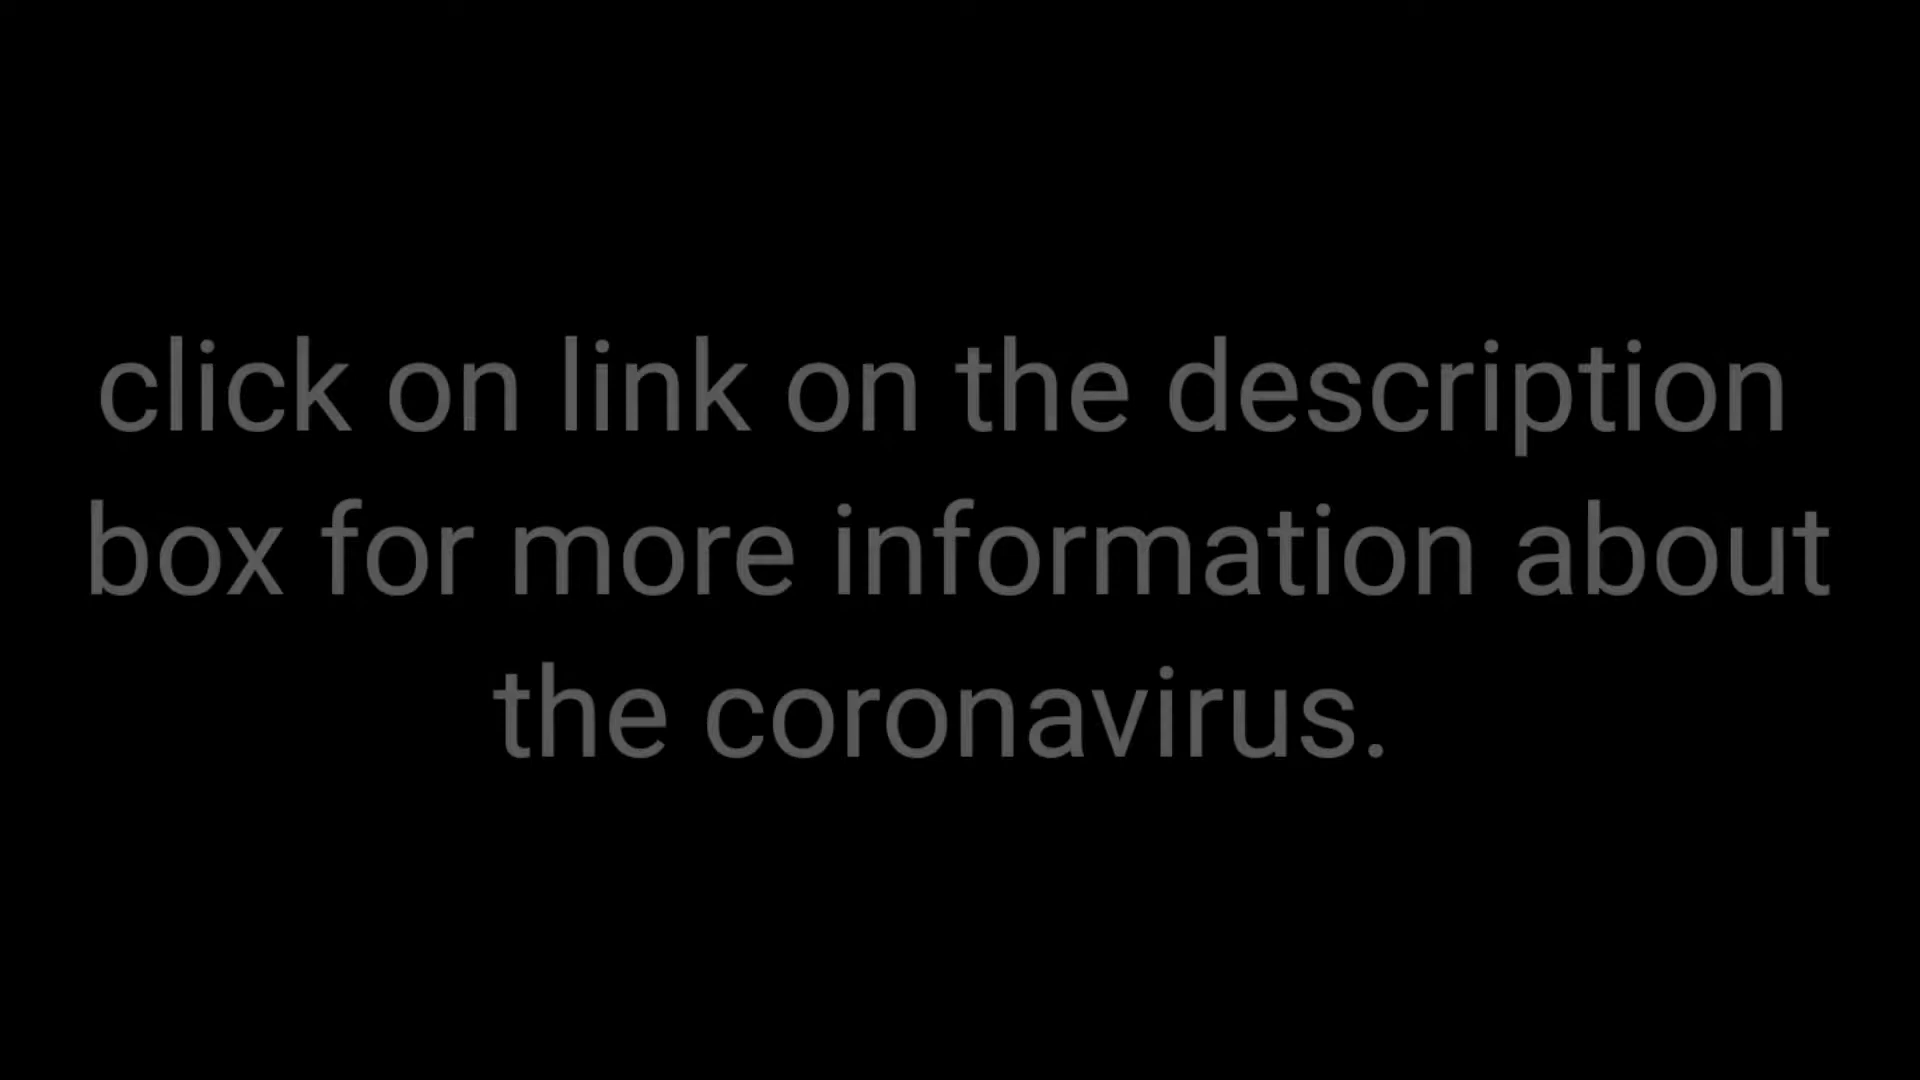 click on link on the description
box for more information about
the coronavirus.